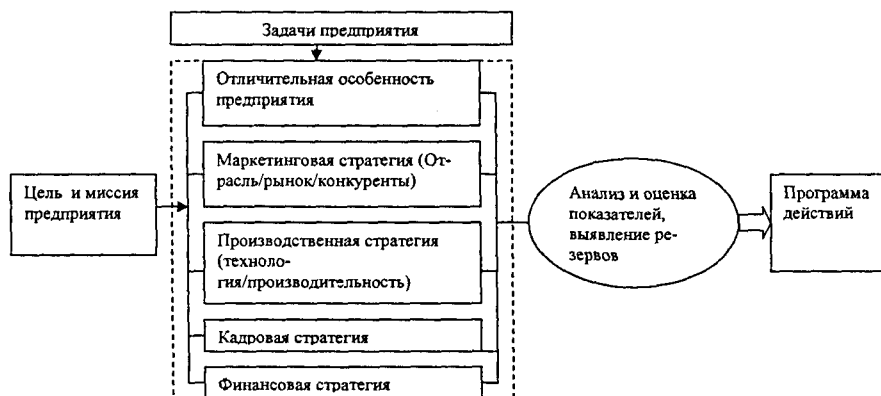 Задачи предприятия
Отличительная особенность
предприятия
Маркетинговая стратегия (От-
расль/рынок/конкуренты)
Цель и миссия
предприятия
Производственная стратегия
(техноло-
гия/производительность)
Кадровая стратегия
Финансовая стратегия
Анализ и оценка
показателей,
выявление ре-
зервов
Программа
действий